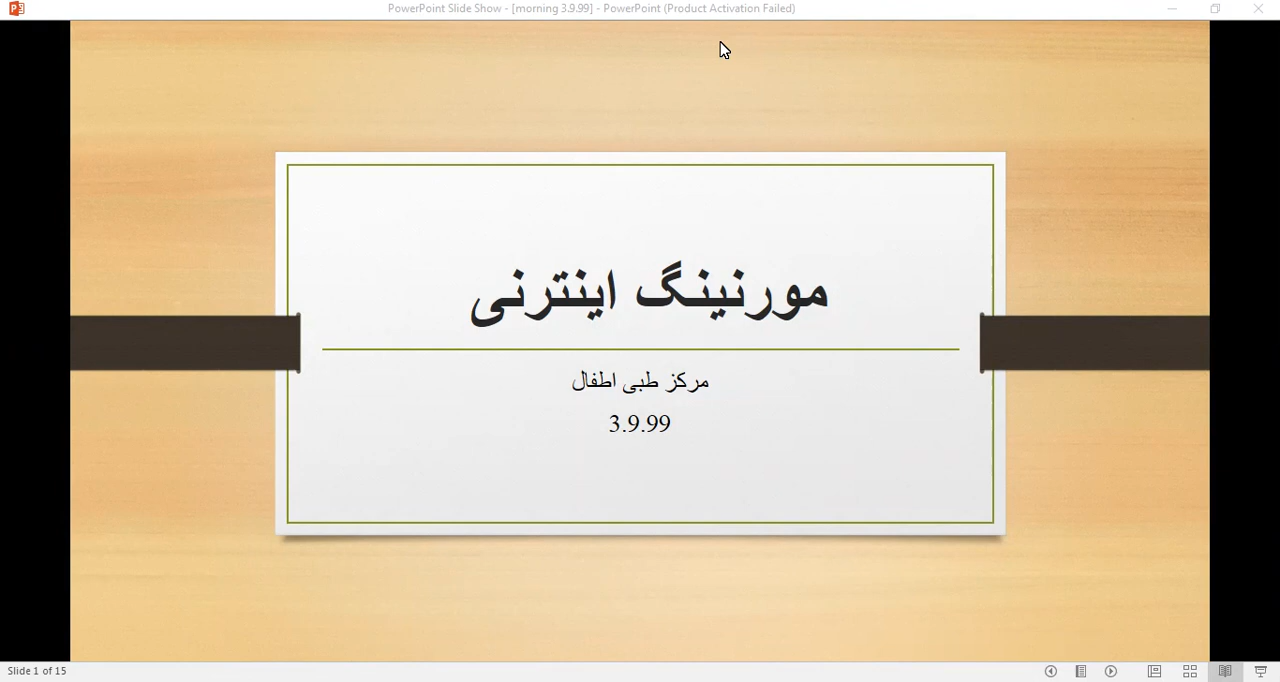 PowerPoint Slide Show - [morning 3.9.99] - PowerPoint (Product Activation Failed)
مورنینگ اینترنی
مرکز طبی اطفال
3.9.99
Slide 1 of 15